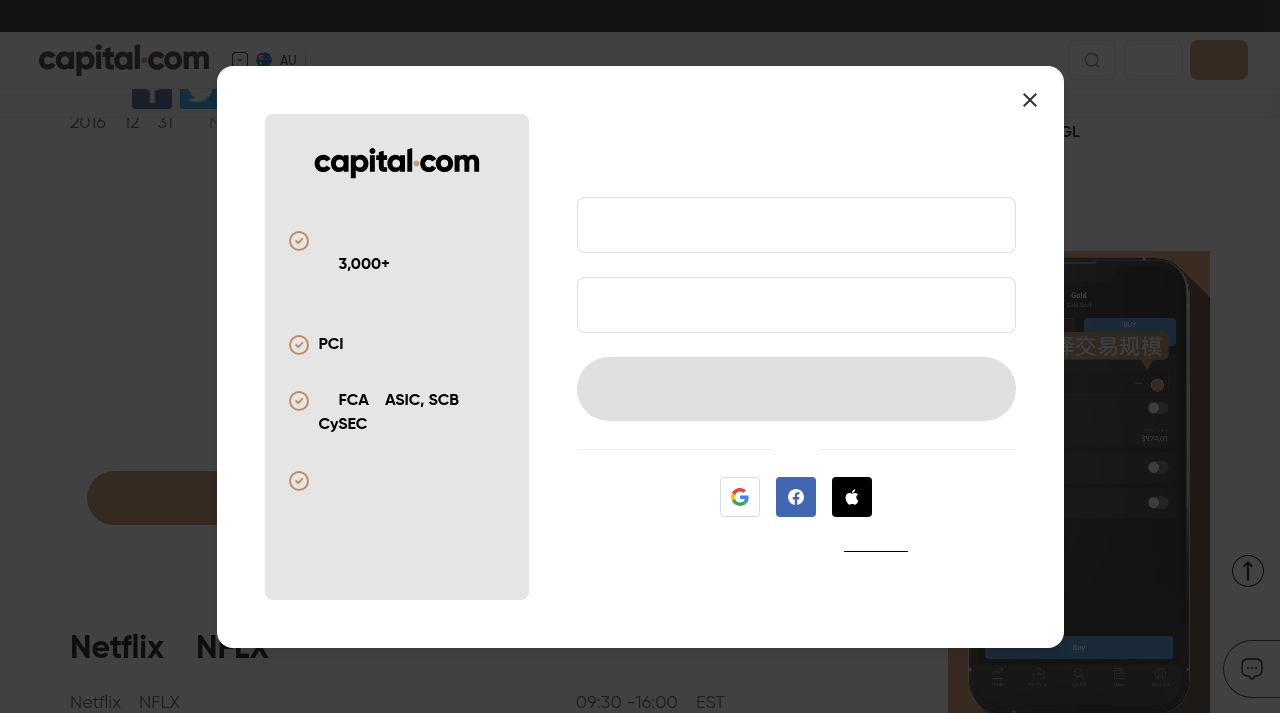 capital.com
AU
2016 12 31 N
GL
capital.com
3,000+
PCI
FCA ASIC, SCB
CySEC
Gold
BUY
择交易规模
Buy
Netflix NFLX
Netflix NFLX
09:30 -16:00 EST